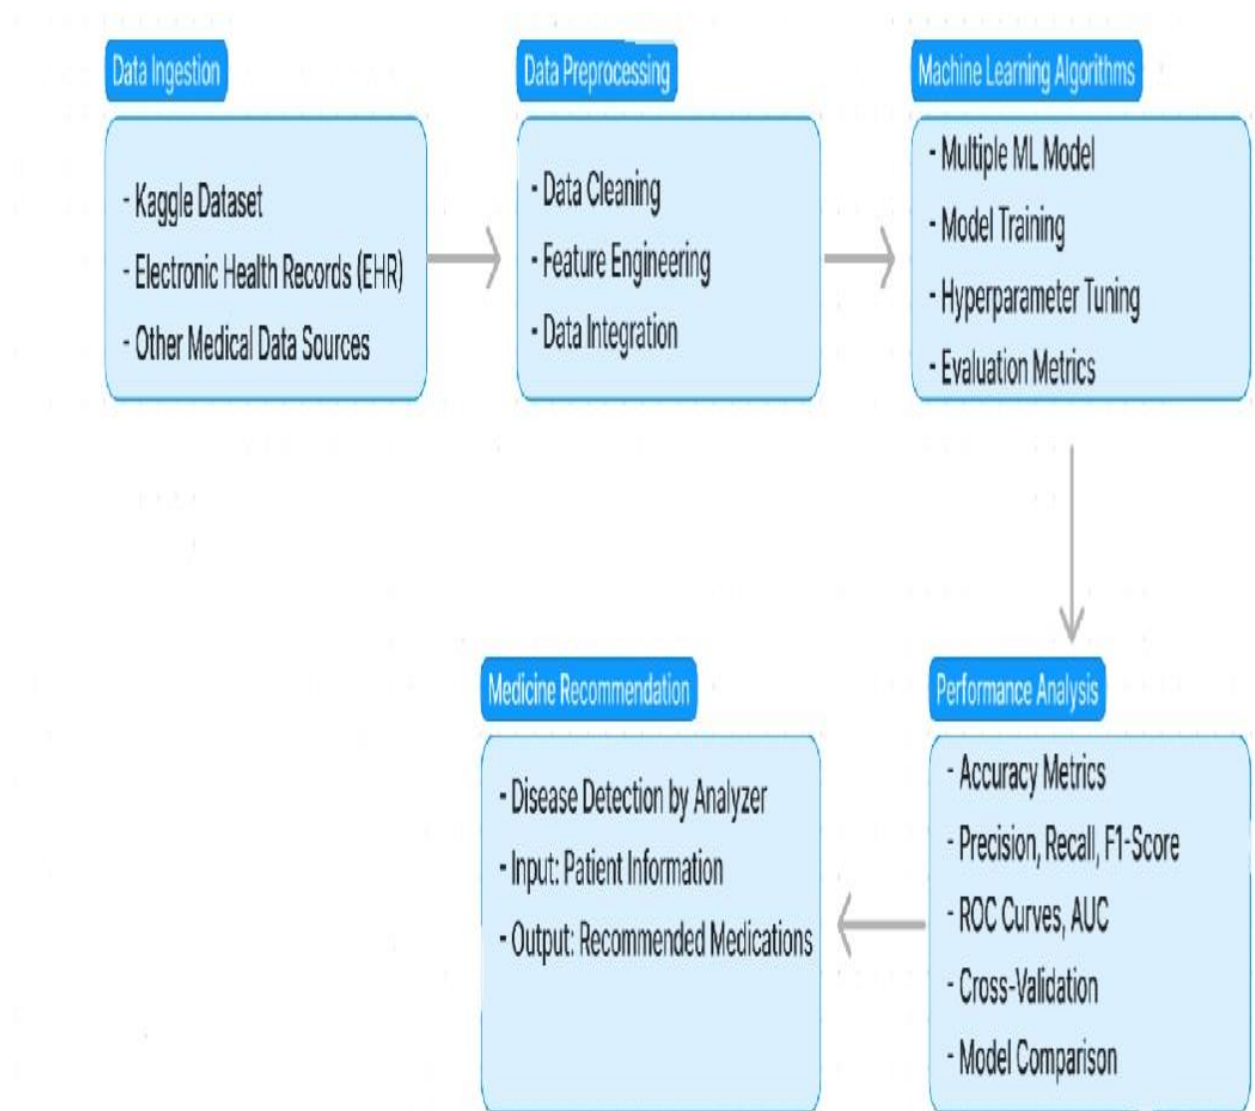 Data Ingestion
- Kaggle Dataset
- Electronic Health Records (EHR)
- Other Medical Data Sources
Data Preprocessing
- Data Cleaning
- Feature Engineering
- Data Integration
Machine Learning Algorithms
- Multiple ML Model
- Model Training
- Hyperparameter Tuning
- Evaluation Metrics
Performance Analysis
- Accuracy Metrics
- Precision, Recall, F1-Score
- ROC Curves, AUC
- Cross-Validation
- Model Comparison
Medicine Recommendation
- Disease Detection by Analyzer
- Input: Patient Information
- Output: Recommended Medications